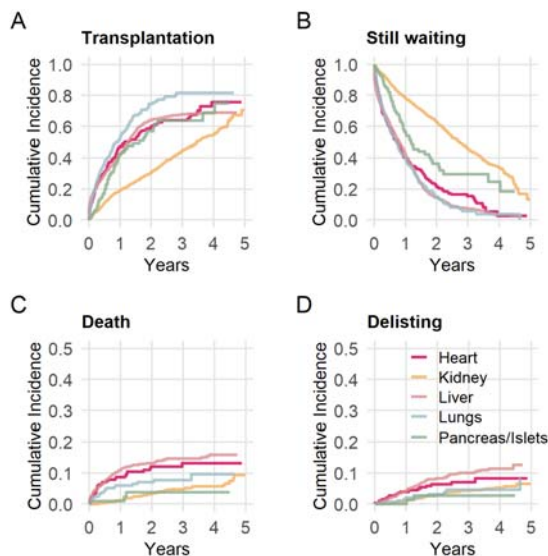 A
Transplantation
Cumulative Incidence
1.0
0.8
0.6
0.4
0.2
0.0
0 1 2 3 4 5
Years
B
Still waiting
Cumulative Incidence
1.0
0.8
0.6
0.4
0.2
0.0
0 1 2 3 4 5
Years
C
Death
Cumulative Incidence
0.5
0.4
0.3
0.2
0.1
0.0
0 1 2 3 4 5
Years
D
Delisting
Cumulative Incidence
0.5
0.4
0.3
0.2
0.1
0.0
0 1 2 3 4 5
Years
Heart
Kidney
Liver
Lungs
Pancreas/Islets